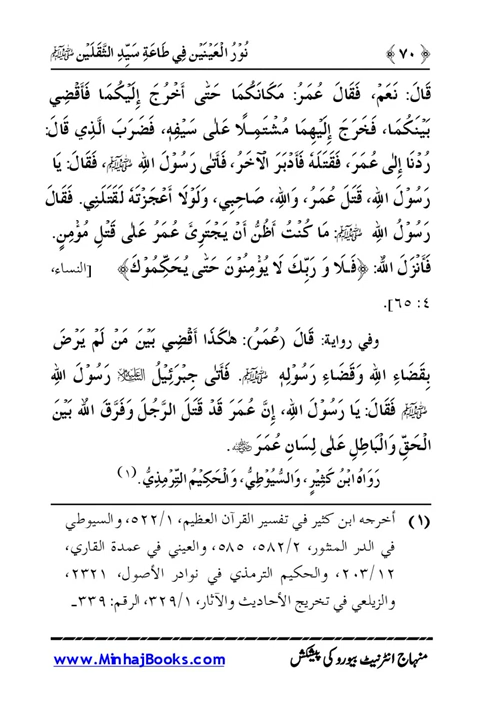 ﴿ ٧٠ ﴾ نُوْرُ الْعَيْنَيْنِ فِي طَاعَةِ سَيِّدِ الثَّقَلَيْنِ ﷺ
قَالَ: نَعَمْ، فَقَالَ عُمَرُ: مَكَانَكُمَا حَتّٰى أَخْرُجَ إِلَيْكُمَا فَأَقْضِيَ
بَيْنَكُمَا، فَخَرَجَ إِلَيْهِمَا مُشْتَمِلًا عَلٰى سَيْفِهِ، فَضَرَبَ الَّذِي قَالَ:
رُدَّنَا إِلٰى عُمَرَ، فَقَتَلَهُ فَأَدْبَرَ الْآخَرُ، فَأَتٰى رَسُوْلَ اللهِ ﷺ، فَقَالَ: يَا
رَسُوْلَ اللهِ، قَتَلَ عُمَرُ، وَاللهِ، صَاحِبِي، وَلَوْلَا أَعْجَزْتُهُ لَقَتَلَنِي. فَقَالَ
رَسُوْلُ اللهِ ﷺ: مَا كُنْتُ أَظُنُّ أَنْ يَجْتَرِئَ عُمَرُ عَلٰى قَتْلِ مُؤْمِنٍ.
فَأَنْزَلَ اللهُ: ﴿فَلَا وَ رَبِّكَ لَا يُؤْمِنُوْنَ حَتّٰى يُحَكِّمُوْكَ﴾ [النساء،
٤: ٦٥].
وفي رواية: قَالَ (عُمَرُ): هٰكَذَا أَقْضِي بَيْنَ مَنْ لَمْ يَرْضَ
بِقَضَاءِ اللهِ وَقَضَاءِ رَسُوْلِهِ ﷺ. فَأَتٰى جِبْرَئِيْلُ عليه السلام رَسُوْلَ اللهِ
ﷺ فَقَالَ: يَا رَسُوْلَ اللهِ، إِنَّ عُمَرَ قَدْ قَتَلَ الرَّجُلَ وَفَرَّقَ اللهُ بَيْنَ
الْحَقِّ وَالْبَاطِلِ عَلٰى لِسَانِ عُمَرَ رضي الله عنه.
رَوَاهُ ابْنُ كَثِيْرٍ، وَالسُّيُوْطِيُّ، وَالْحَكِيْمُ التِّرْمِذِيُّ. (١)
(١) أخرجه ابن كثير في تفسير القرآن العظيم، ٥٢٢/١، والسيوطي
في الدر المنثور، ٥٨٢/٢، ٥٨٥، والعيني في عمدة القاري،
٢٠٣/١٢، والحكيم الترمذي في نوادر الأصول، ٢٣٢١،
والزيلعي في تخريج الأحاديث والآثار، ٣٢٩/١، الرقم: ٣٣٩ـ
منہاج انٹرنیٹ بیورو کی پیشکش www.MinhajBooks.com